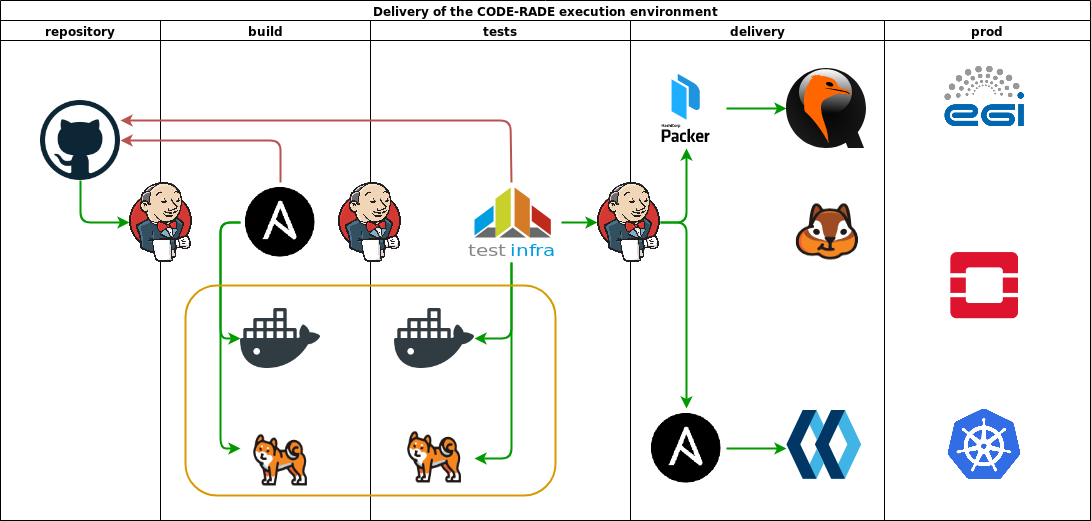 Delivery of the CODE-RADE execution environment
repository
build
tests
delivery
prod
HashiCorp
Packer
egi
test infra